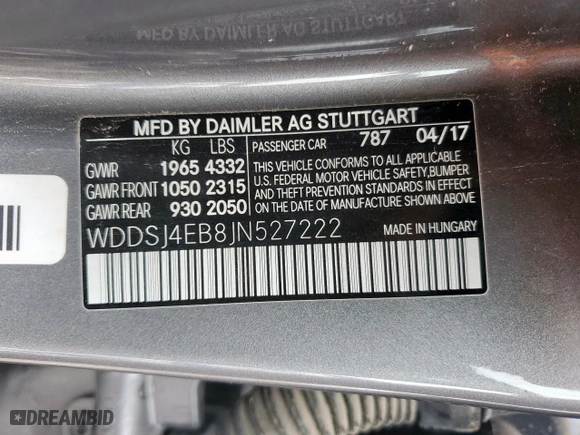 MFD BY DAIMLER AG STUTTGART
KG LBS PASSENGER CAR 787 04/17
GVWR 1965 4332 THIS VEHICLE CONFORMS TO ALL APPLICABLE
GAWR FRONT 1050 2315 U.S. FEDERAL MOTOR VEHICLE SAFETY,BUMPER
GAWR REAR 930 2050 AND THEFT PREVENTION STANDARDS IN EFFECT
ON THE DATE OF MANUFACTURE SHOWN ABOVE
WDDSJ4EB8JN527222 MADE IN HUNGARY
DREAMBID